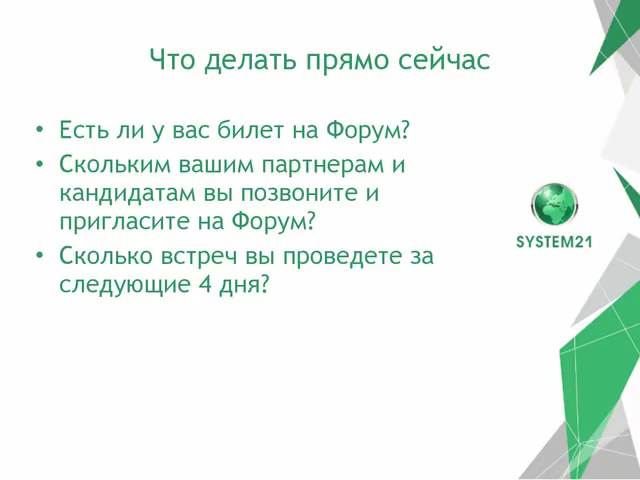 Что делать прямо сейчас
• Есть ли у вас билет на Форум?
• Скольким вашим партнерам и
кандидатам вы позвоните и
пригласите на Форум?
• Сколько встреч вы проведете за
следующие 4 дня?
SYSTEM21